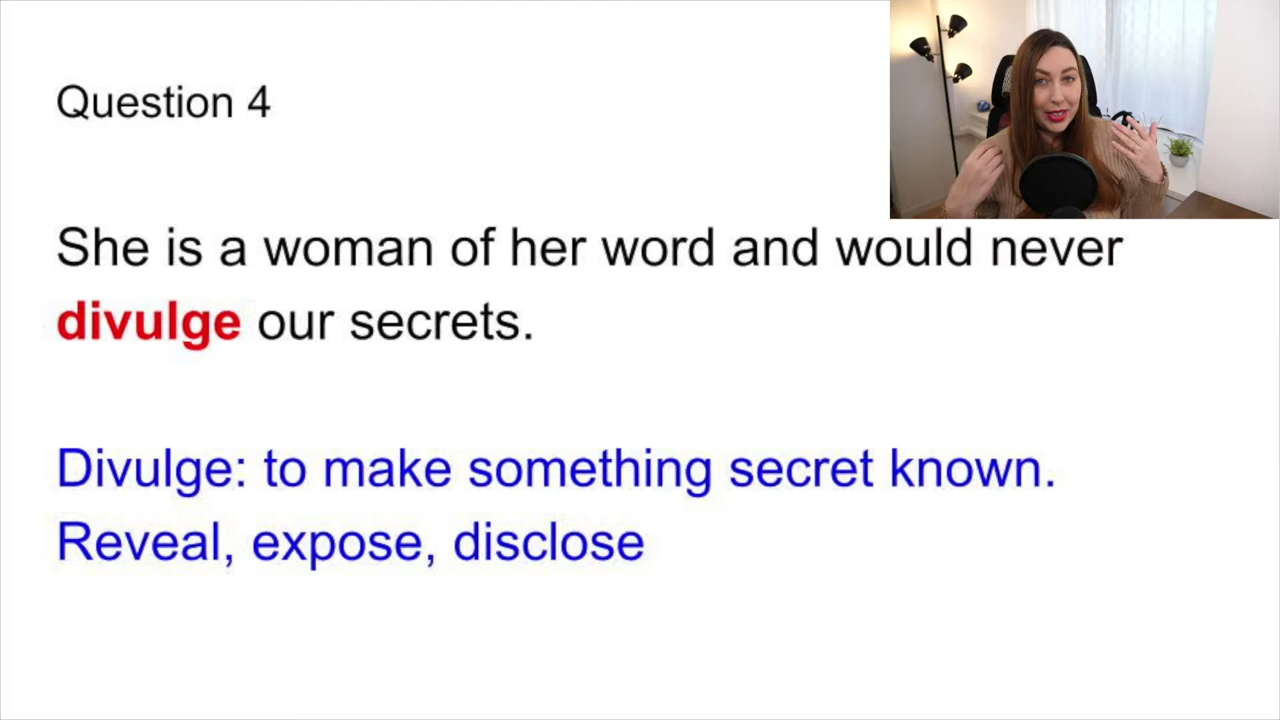 Question 4
She is a woman of her word and would never
divulge our secrets.
Divulge: to make something secret known.
Reveal, expose, disclose